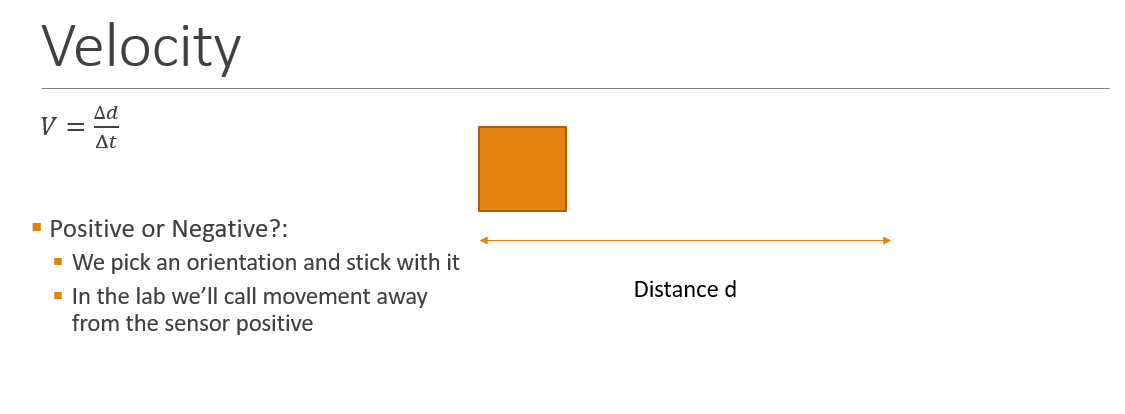 Velocity
V = Δd/Δt
▪ Positive or Negative?:
▪ We pick an orientation and stick with it
▪ In the lab we’ll call movement away
from the sensor positive
Distance d